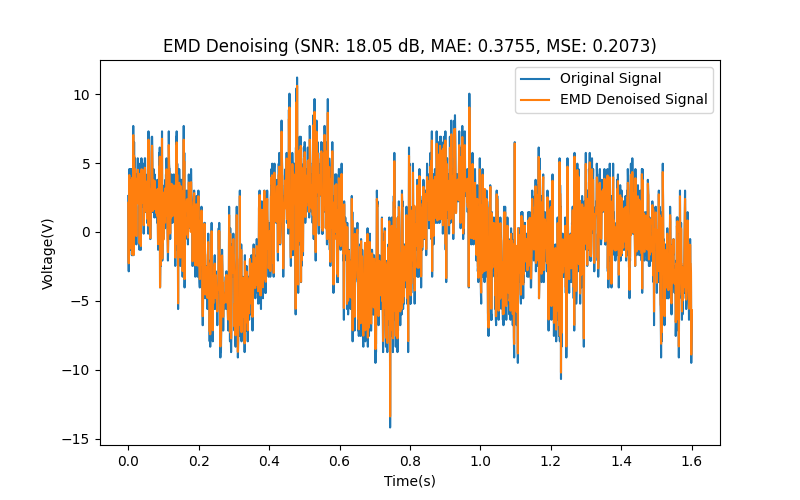 EMD Denoising (SNR: 18.05 dB, MAE: 0.3755, MSE: 0.2073)
Original Signal
EMD Denoised Signal
10
5
0
−5
−10
−15
Voltage(V)
0.0 0.2 0.4 0.6 0.8 1.0 1.2 1.4 1.6
Time(s)